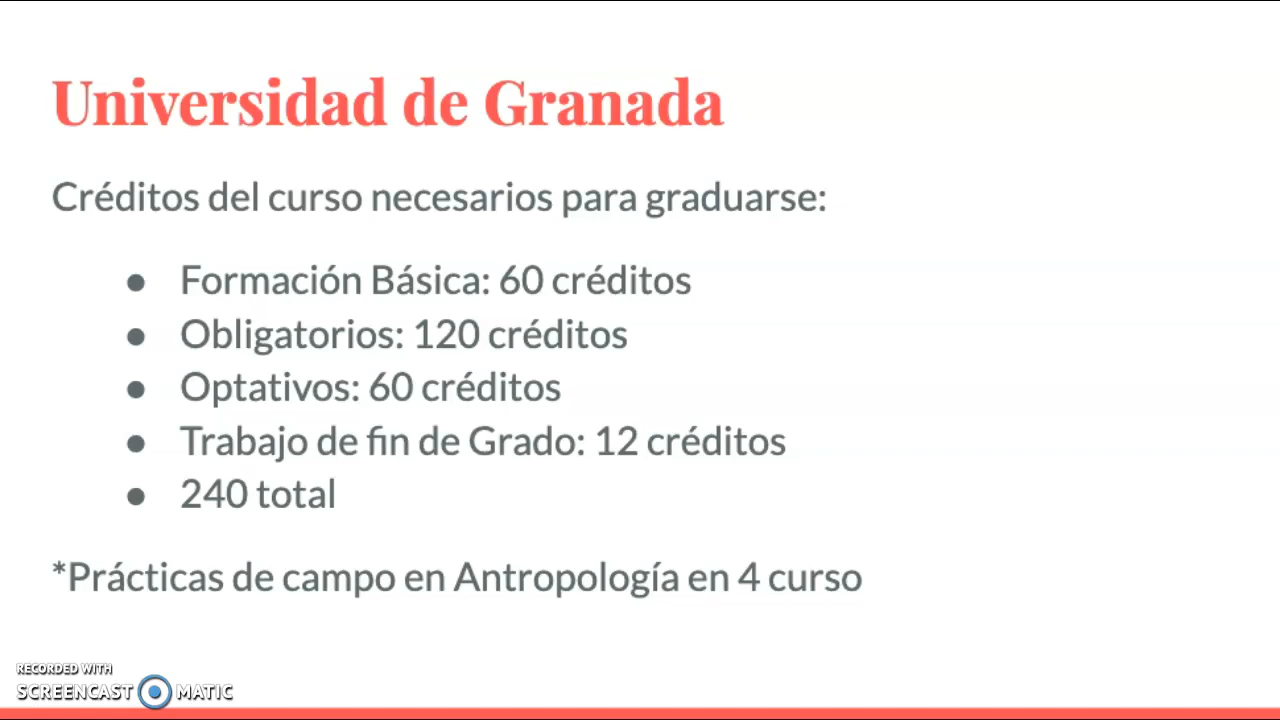 Universidad de Granada
Créditos del curso necesarios para graduarse:
● Formación Básica: 60 créditos
● Obligatorios: 120 créditos
● Optativos: 60 créditos
● Trabajo de fin de Grado: 12 créditos
● 240 total
*Prácticas de campo en Antropología en 4 curso
RECORDED WITH
SCREENCAST MATIC